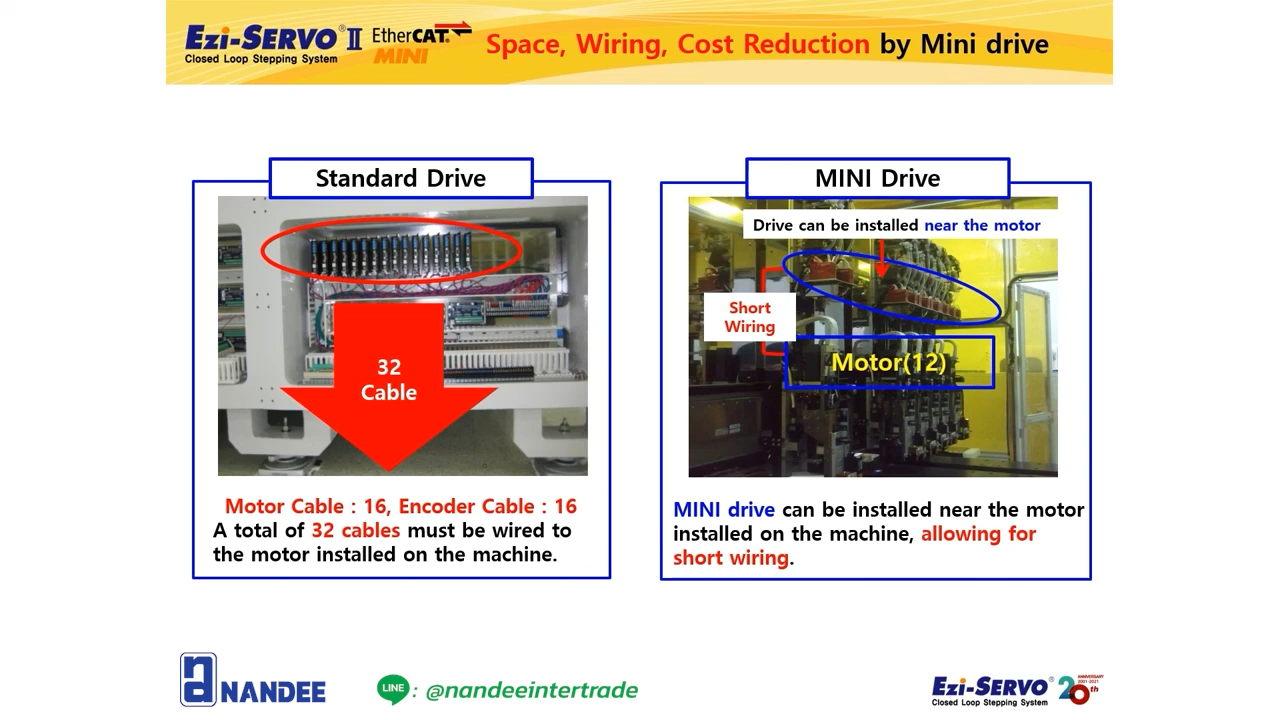 Ezi-SERVO® II EtherCAT® MINI
Closed Loop Stepping System
Space, Wiring, Cost Reduction by Mini drive
Standard Drive
32
Cable
Motor Cable : 16, Encoder Cable : 16
A total of 32 cables must be wired to
the motor installed on the machine.
MINI Drive
Drive can be installed near the motor
Short
Wiring
Motor(12)
MINI drive can be installed near the motor
installed on the machine, allowing for
short wiring.
NANDEE
LINE : @nandeeintertrade
Ezi-SERVO®
Closed Loop Stepping System
ANNIVERSARY
2001-2021
20th